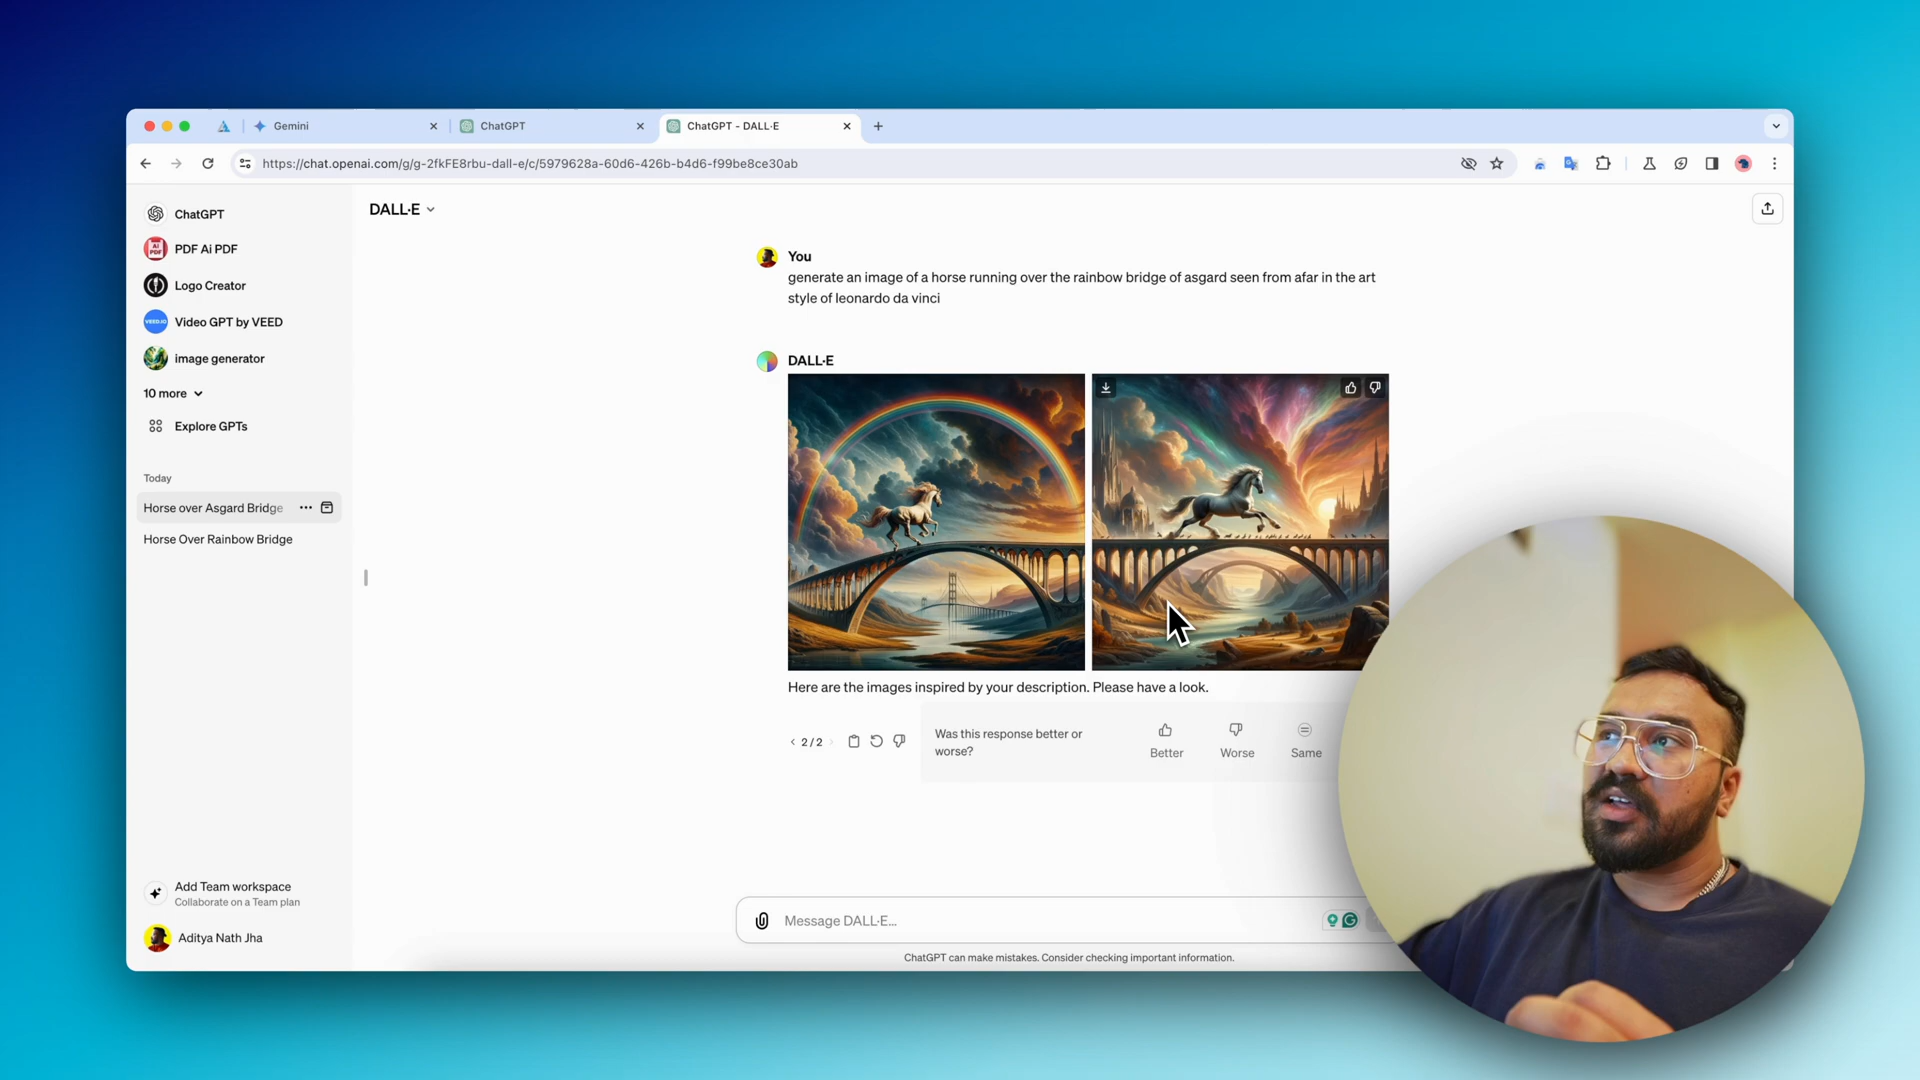 Gemini
ChatGPT
ChatGPT - DALL·E
https://chat.openai.com/g/g-2fkFE8rbu-dall-e/c/5979628a-60d6-426b-b4d6-f99be8ce30ab
ChatGPT
Ai PDF
PDF Ai PDF
Logo Creator
VEED.IO
Video GPT by VEED
image generator
10 more
Explore GPTs
Today
Horse over Asgard Bridge
Horse Over Rainbow Bridge
Add Team workspace
Collaborate on a Team plan
Aditya Nath Jha
DALL·E
You
generate an image of a horse running over the rainbow bridge of asgard seen from afar in the art
style of leonardo da vinci
DALL·E
Here are the images inspired by your description. Please have a look.
2/2
Was this response better or
worse?
Better
Worse
Same
Message DALL·E...
ChatGPT can make mistakes. Consider checking important information.